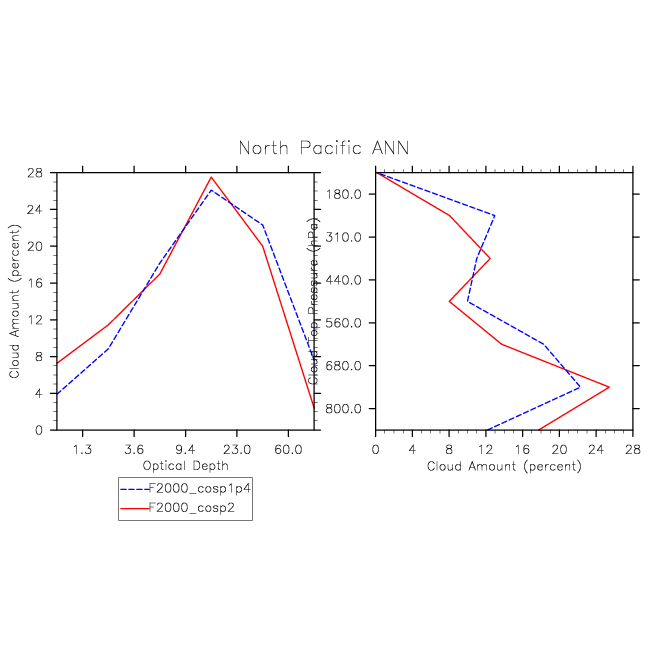 North Pacific ANN
Cloud Amount (percent)
28
24
20
16
12
8
4
0
1.3 3.6 9.4 23.0 60.0
Optical Depth
Cloud Top Pressure (hPa)
180.0
310.0
440.0
560.0
680.0
800.0
0 4 8 12 16 20 24 28
Cloud Amount (percent)
F2000_cosp1p4
F2000_cosp2